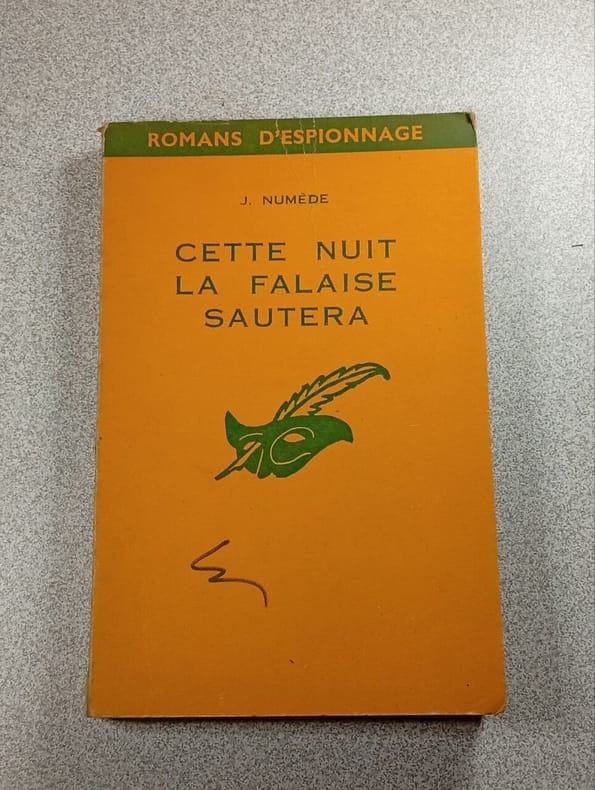 ROMANS D'ESPIONNAGE
J. NUMÈDE
CETTE NUIT
LA FALAISE
SAUTERA